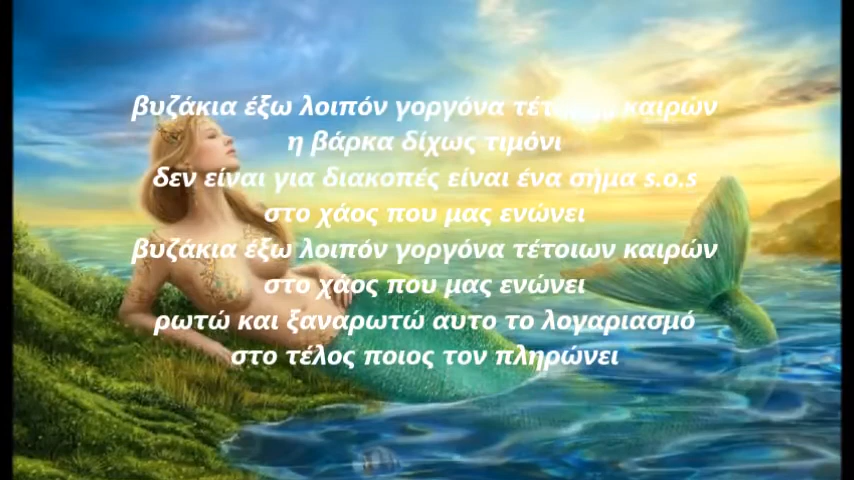 βυζάκια έξω λοιπόν γοργόνα τέτοιων καιρών
η βάρκα δίχως τιμόνι
δεν είναι για διακοπές είναι ένα σήμα s.o.s
στο χάος που μας ενώνει
βυζάκια έξω λοιπόν γοργόνα τέτοιων καιρών
στο χάος που μας ενώνει
ρωτώ και ξαναρωτώ αυτο το λογαριασμό
στο τέλος ποιος τον πληρώνει